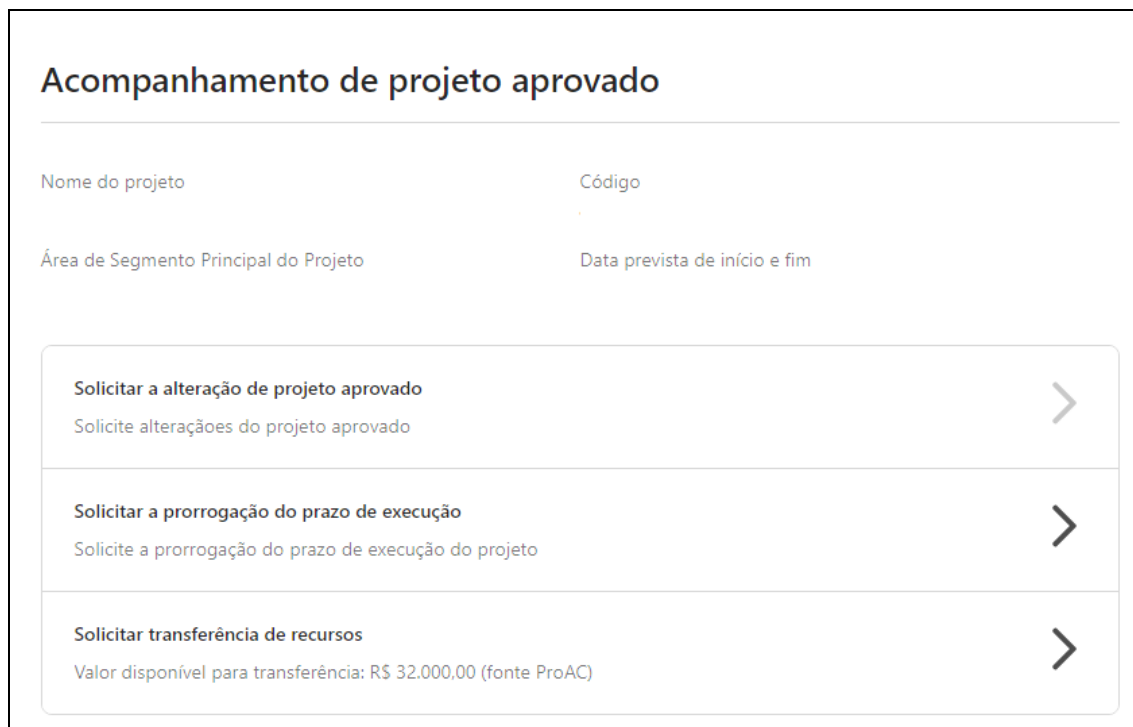 Acompanhamento de projeto aprovado
Nome do projeto
Código
Área de Segmento Principal do Projeto
Data prevista de início e fim
Solicitar a alteração de projeto aprovado
Solicite alteraçãoes do projeto aprovado
Solicitar a prorrogação do prazo de execução
Solicite a prorrogação do prazo de execução do projeto
Solicitar transferência de recursos
Valor disponível para transferência: R$ 32.000,00 (fonte ProAC)